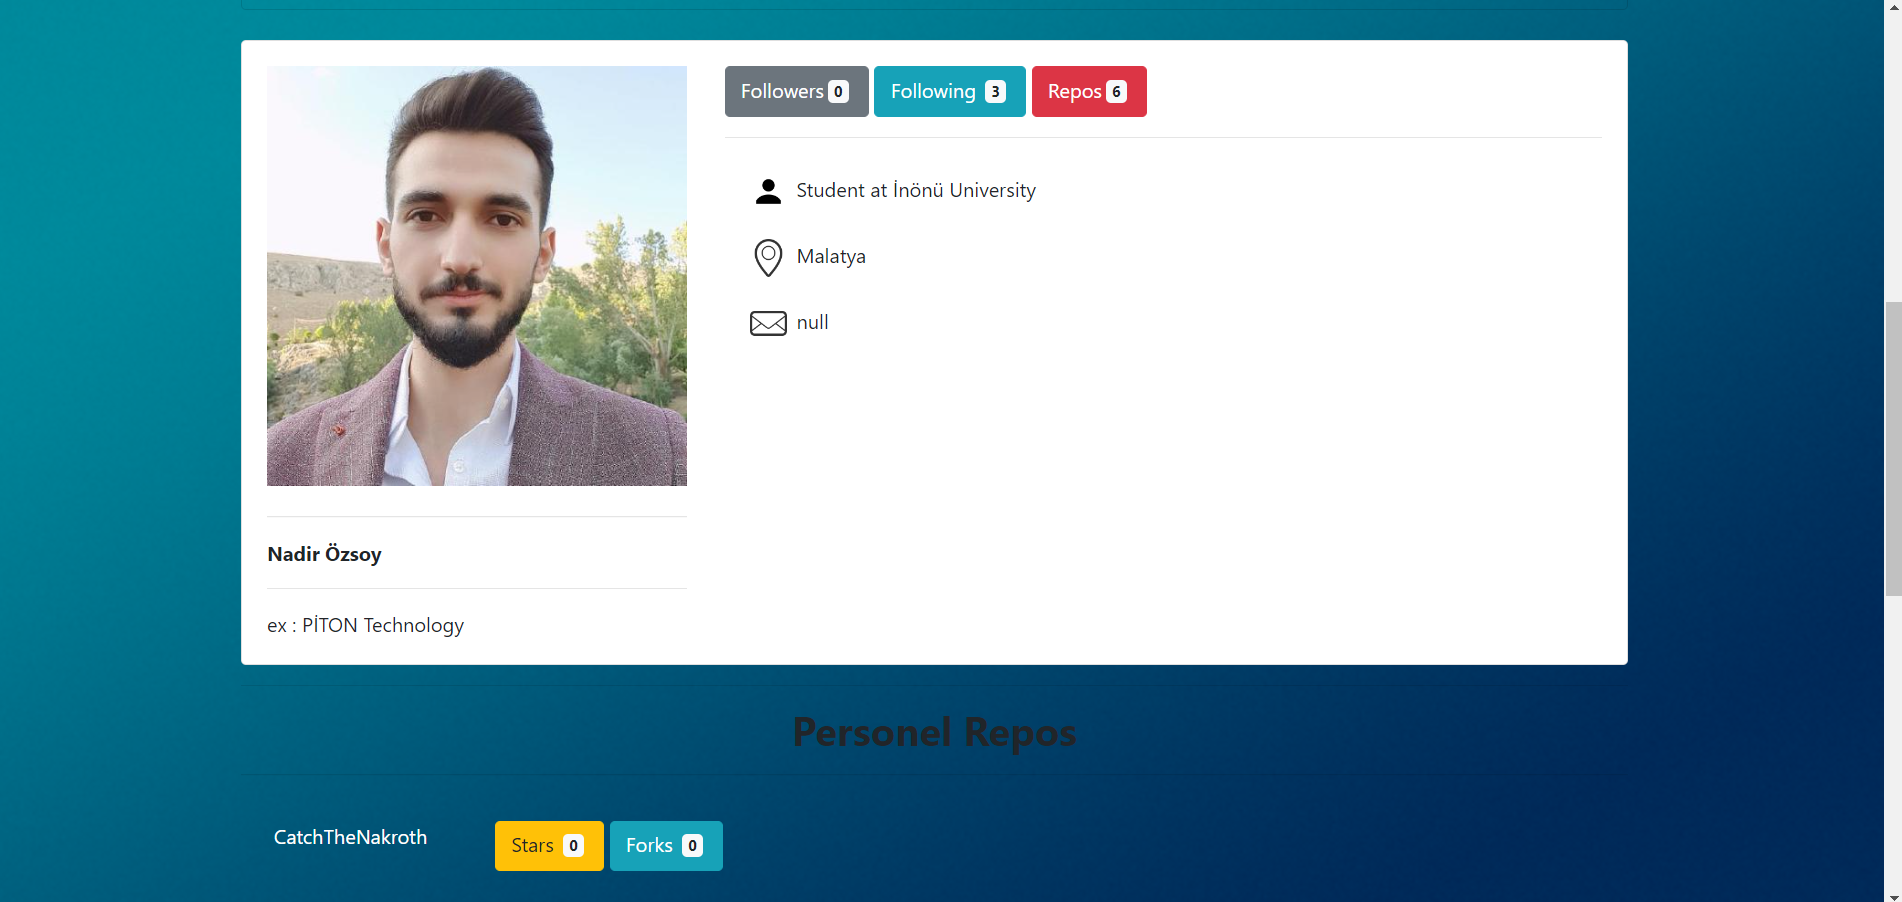 Followers 0 Following 3 Repos 6
Student at İnönü University
Malatya
null
Nadir Özsoy
ex : PİTON Technology
Personel Repos
CatchTheNakroth Stars 0 Forks 0